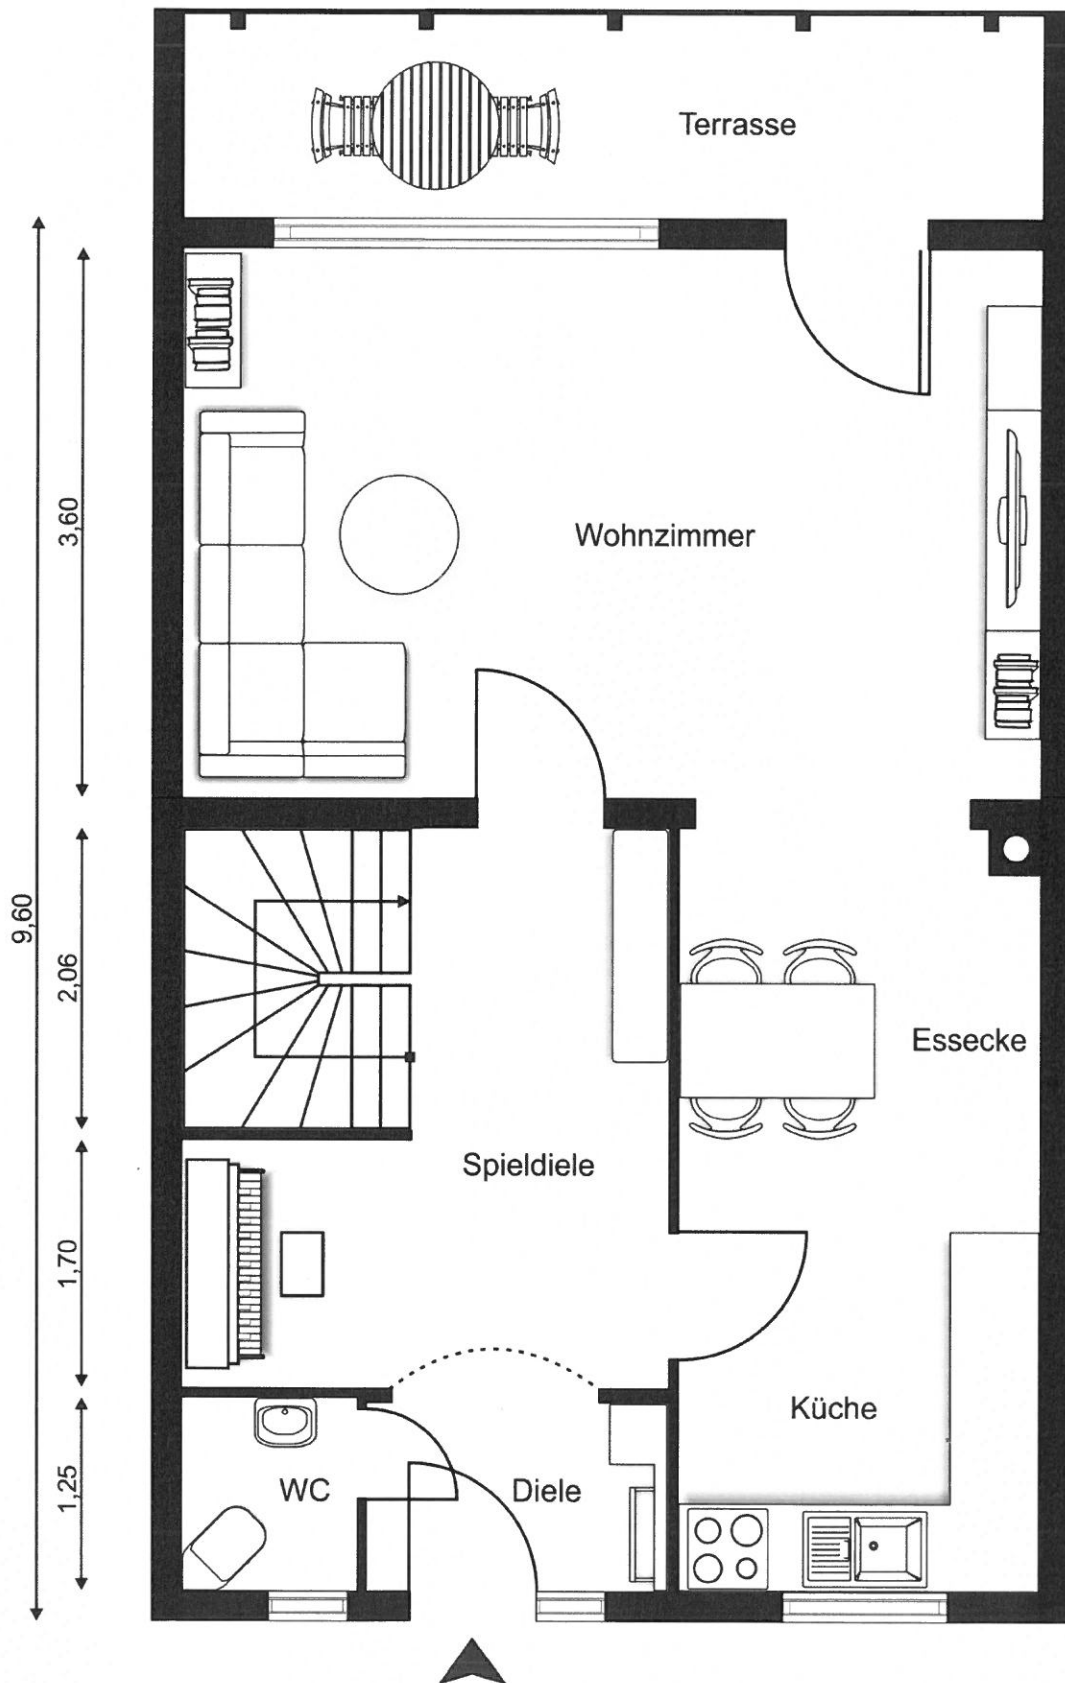 Terrasse
3,60
Wohnzimmer
9,60
2,06
Essecke
Spieldiele
1,70
Küche
1,25
WC
Diele